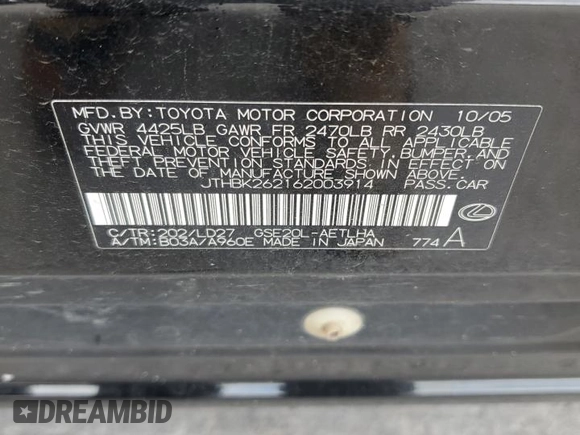 MFD. BY: TOYOTA MOTOR CORPORATION 10/05
GVWR 4425LB GAWR FR 2470LB RR 2430LB
THIS VEHICLE CONFORMS TO ALL APPLICABLE
FEDERAL MOTOR VEHICLE SAFETY, BUMPER, AND
THEFT PREVENTION STANDARDS IN EFFECT ON
THE DATE OF MANUFACTURE SHOWN ABOVE.
JTHBK262162003914 PASS. CAR
C/TR: 202/LD27 GSE20L-AETLHA
A/TM: B03A/A960E MADE IN JAPAN 774 A
DREAMBID